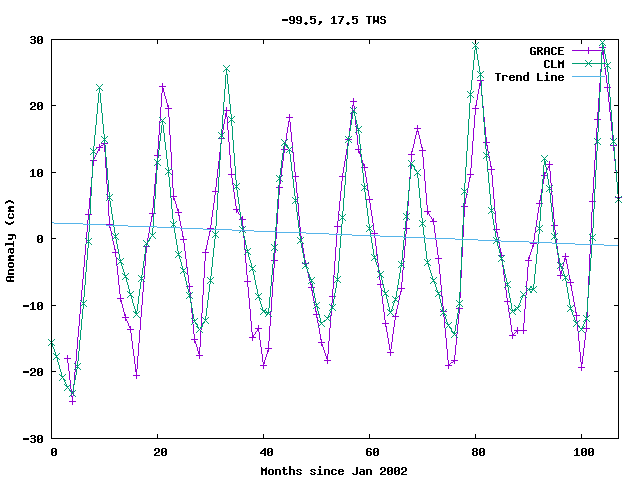 -99.5, 17.5 TWS
GRACE
CLM
Trend Line
30
20
10
0
-10
-20
-30
Anomaly (cm)
0 20 40 60 80 100
Months since Jan 2002